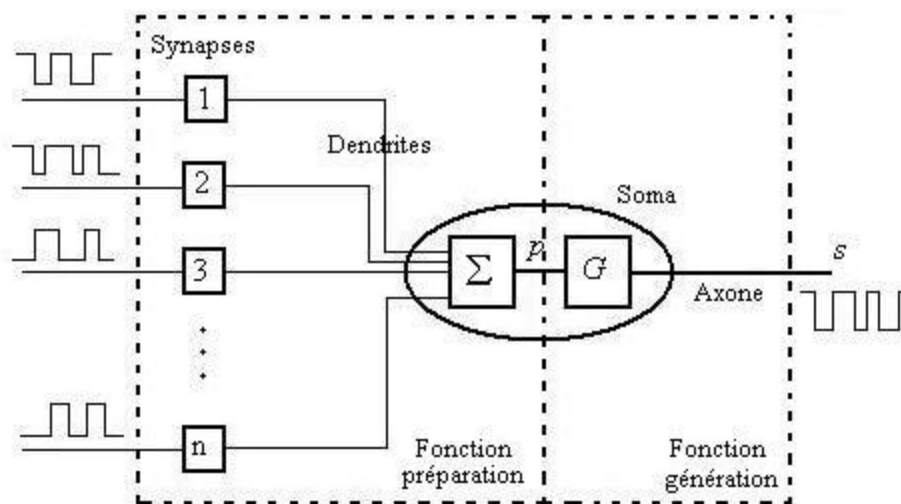 Synapses
1
Dendrites
2
Soma
3
Σ
p
G
s
Axone
n
Fonction
préparation
Fonction
génération